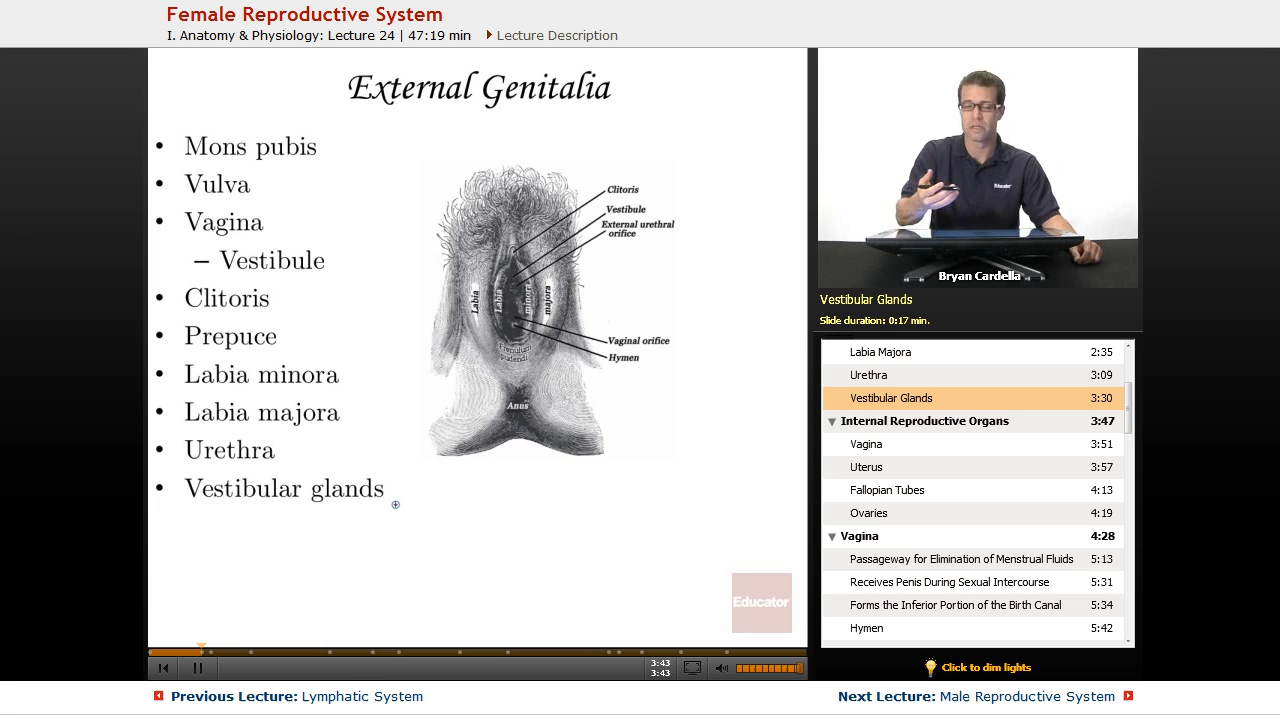 Female Reproductive System
I. Anatomy & Physiology: Lecture 24 | 47:19 min Lecture Description
External Genitalia
• Mons pubis
• Vulva
• Vagina
– Vestibule
• Clitoris
• Prepuce
• Labia minora
• Labia majora
• Urethra
• Vestibular glands
Clitoris
Vestibule
External urethral
orifice
Labia
Labia
minora
majora
Vaginal orifice
Hymen
Frenulum
pudendi
Anus
Educator
Educator
Bryan Cardella
Vestibular Glands
Slide duration: 0:17 min.
Labia Majora 2:35
Urethra 3:09
Vestibular Glands 3:30
Internal Reproductive Organs 3:47
Vagina 3:51
Uterus 3:57
Fallopian Tubes 4:13
Ovaries 4:19
Vagina 4:28
Passageway for Elimination of Menstrual Fluids 5:13
Receives Penis During Sexual Intercourse 5:31
Forms the Inferior Portion of the Birth Canal 5:34
Hymen 5:42
3:43
3:43
Click to dim lights
Previous Lecture: Lymphatic System
Next Lecture: Male Reproductive System